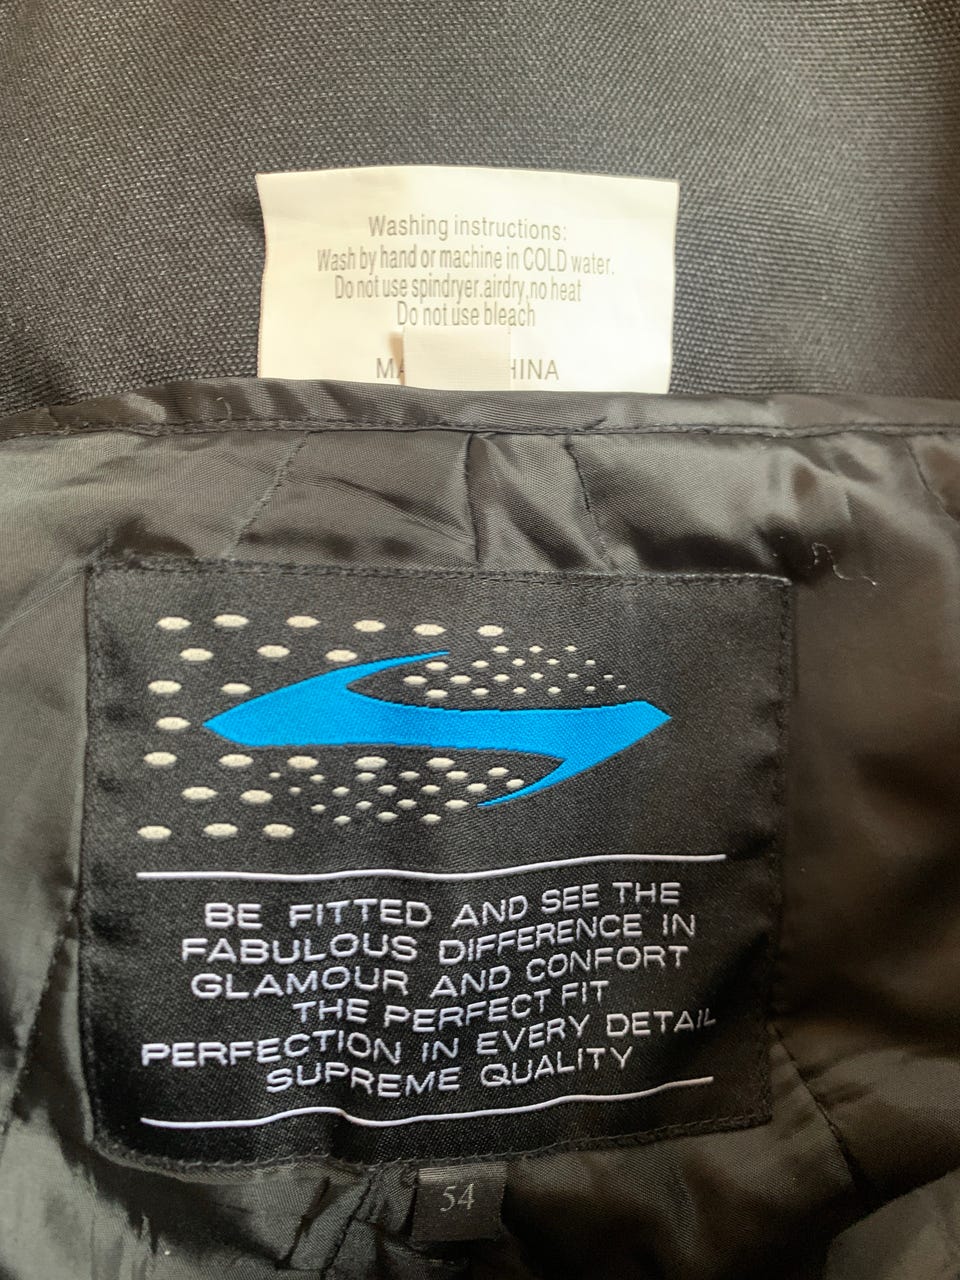 Washing instructions:
Wash by hand or machine in COLD water.
Do not use spindryer.airdry,no heat
Do not use bleach
MA HINA
BE FITTED AND SEE THE
FABULOUS DIFFERENCE IN
GLAMOUR AND CONFORT
THE PERFECT FIT
PERFECTION IN EVERY DETAIL
SUPREME QUALITY
54